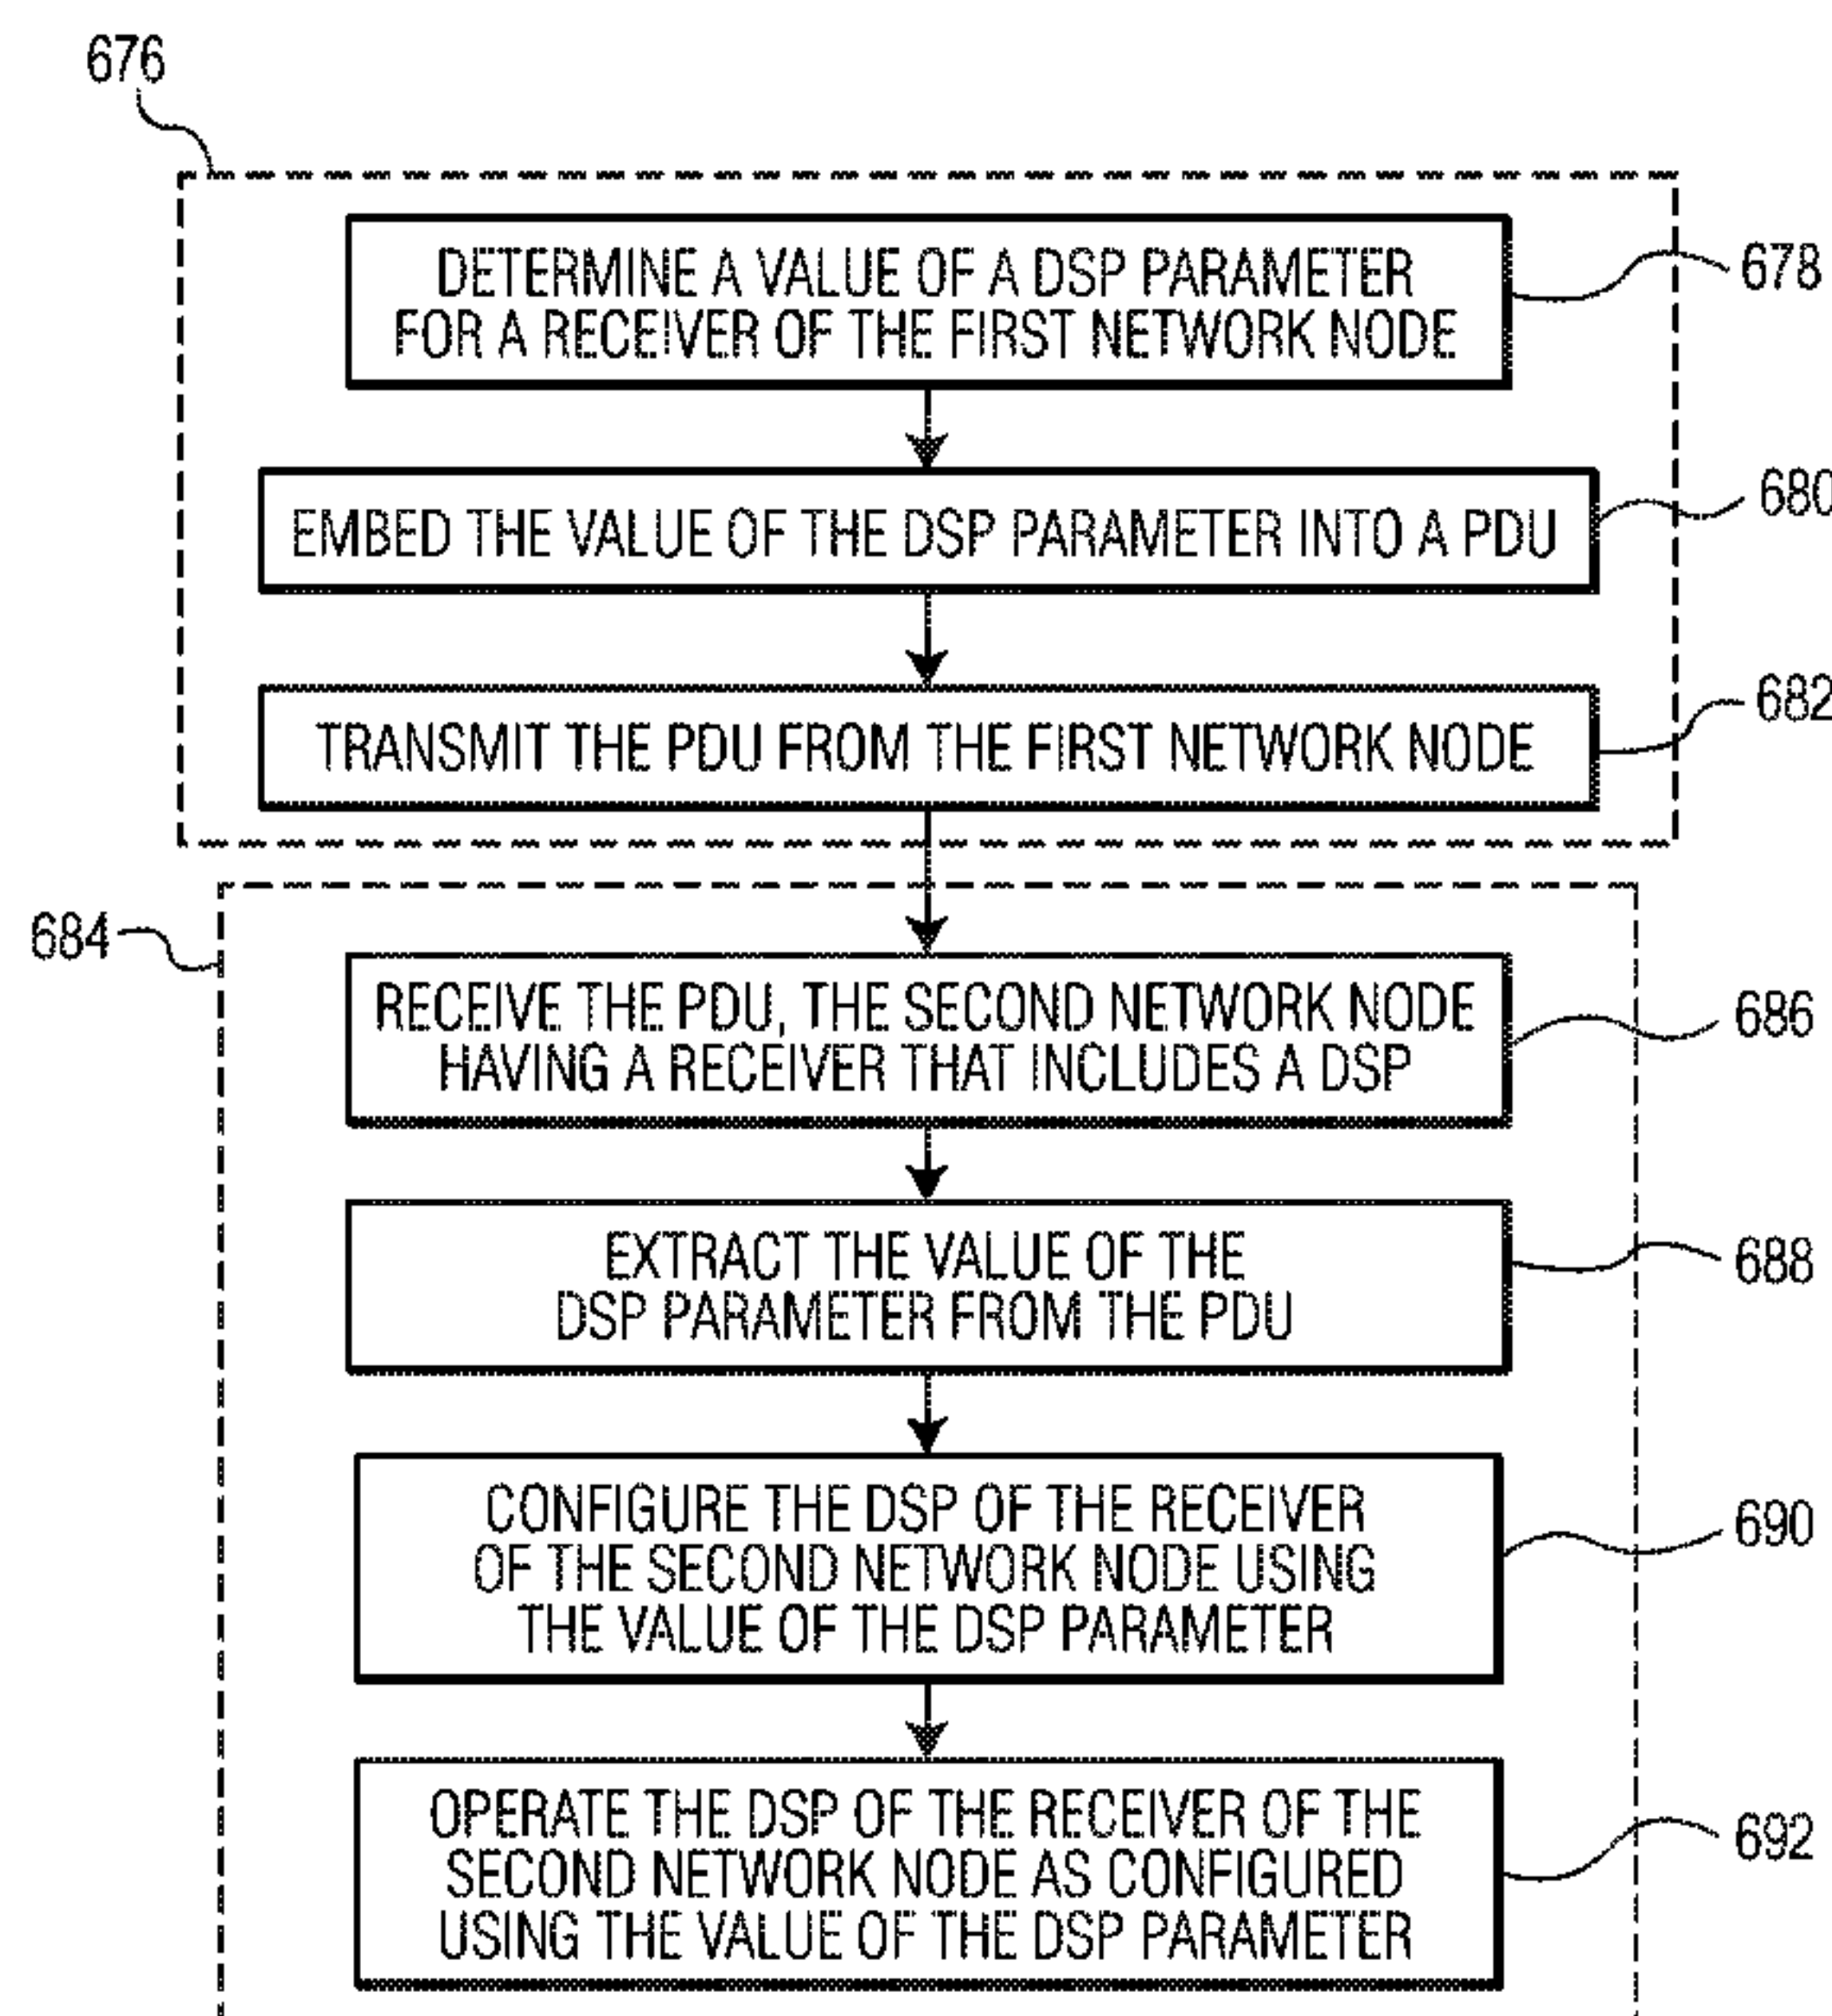 676
DETERMINE A VALUE OF A DSP PARAMETER
FOR A RECEIVER OF THE FIRST NETWORK NODE
678
EMBED THE VALUE OF THE DSP PARAMETER INTO A PDU
680
TRANSMIT THE PDU FROM THE FIRST NETWORK NODE
682
684
RECEIVE THE PDU, THE SECOND NETWORK NODE
HAVING A RECEIVER THAT INCLUDES A DSP
686
EXTRACT THE VALUE OF THE
DSP PARAMETER FROM THE PDU
688
CONFIGURE THE DSP OF THE RECEIVER
OF THE SECOND NETWORK NODE USING
THE VALUE OF THE DSP PARAMETER
690
OPERATE THE DSP OF THE RECEIVER OF THE
SECOND NETWORK NODE AS CONFIGURED
USING THE VALUE OF THE DSP PARAMETER
692